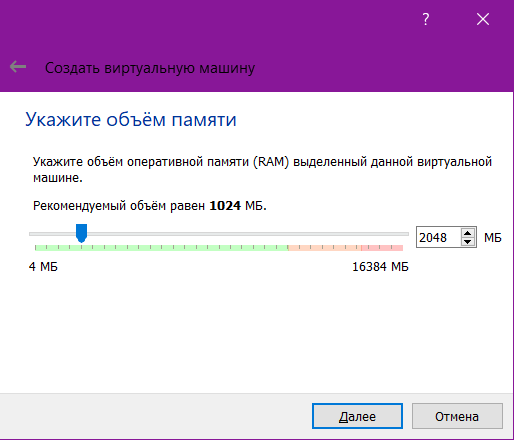 ?
Создать виртуальную машину
Укажите объём памяти
Укажите объём оперативной памяти (RAM) выделенный данной виртуальной
машине.
Рекомендуемый объём равен 1024 МБ.
2048 МБ
4 МБ 16384 МБ
Далее Отмена